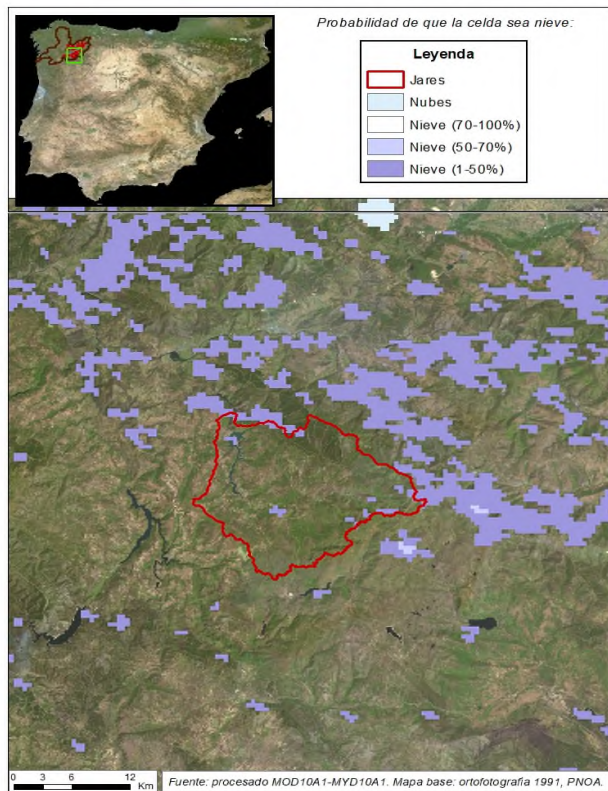 Probabilidad de que la celda sea nieve:
Leyenda
Jares
Nubes
Nieve (70-100%)
Nieve (50-70%)
Nieve (1-50%)
0 3 6 12
Km
Fuente: procesado MOD10A1-MYD10A1. Mapa base: ortofotografía 1991, PNOA.